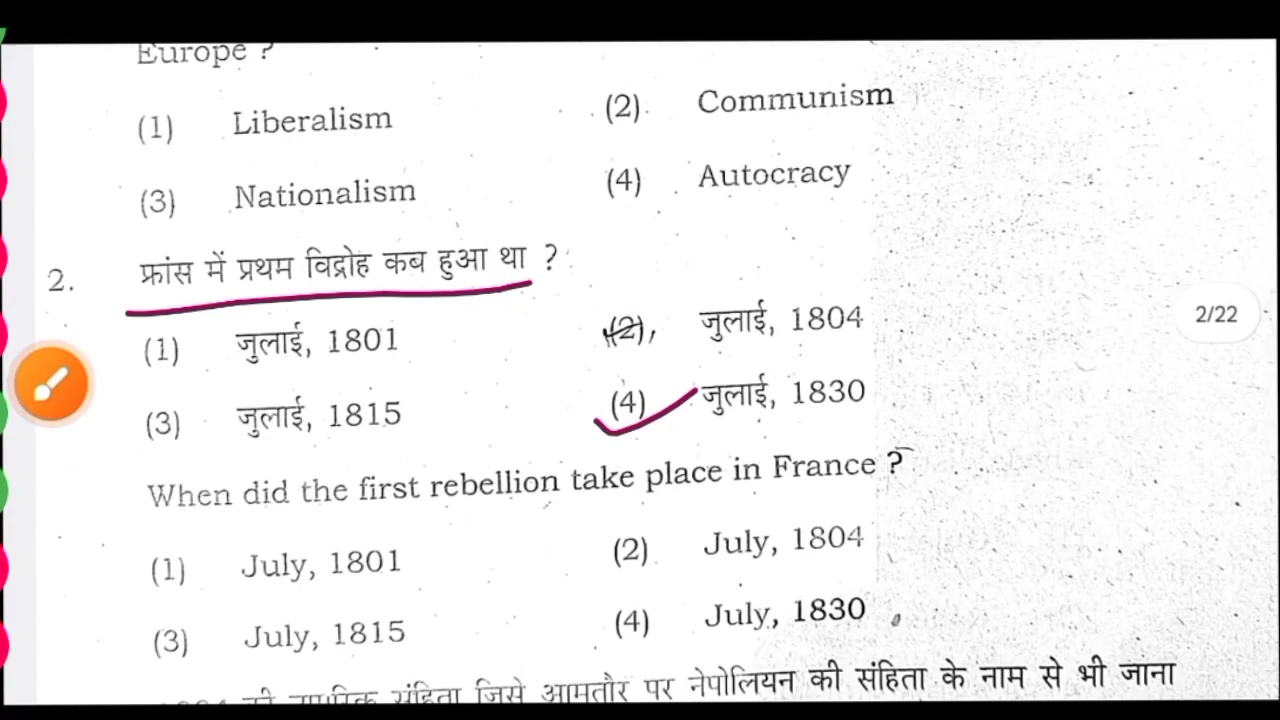 Europe ?
(1) Liberalism (2) Communism
(3) Nationalism (4) Autocracy
2. फ्रांस में प्रथम विद्रोह कब हुआ था ?
(1) जुलाई, 1801 (2) जुलाई, 1804
2/22
(3) जुलाई, 1815 (4) जुलाई, 1830
When did the first rebellion take place in France ?
(1) July, 1801 (2) July, 1804
(3) July, 1815 (4) July, 1830
की नागरिक संहिता जिसे आमतौर पर नेपोलियन की संहिता के नाम से भी जाना